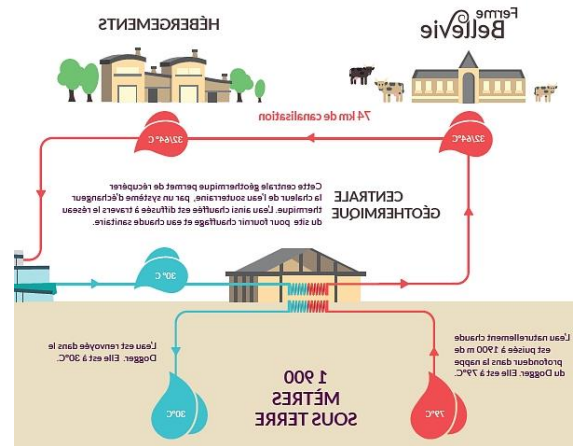 HÉBERGEMENTS
Ferme
BelleVie
74 km de canalisation
32/64°C
32/64°C
CENTRALE
GÉOTHERMIQUE
Cette centrale géothermique permet de récupérer
la chaleur de l'eau souterraine, par un système d'échangeur
thermique. L'eau ainsi chauffée est diffusée à travers le réseau
du site pour fournir chauffage et eau chaude sanitaire.
30°C
L'eau est renvoyée dans le
Dogger. Elle est à 30°C.
30°C
1 900
MÈTRES
SOUS TERRE
79°C
L'eau naturellement chaude
est puisée à 1900 m de
profondeur dans la nappe
du Dogger. Elle est à 79°C.